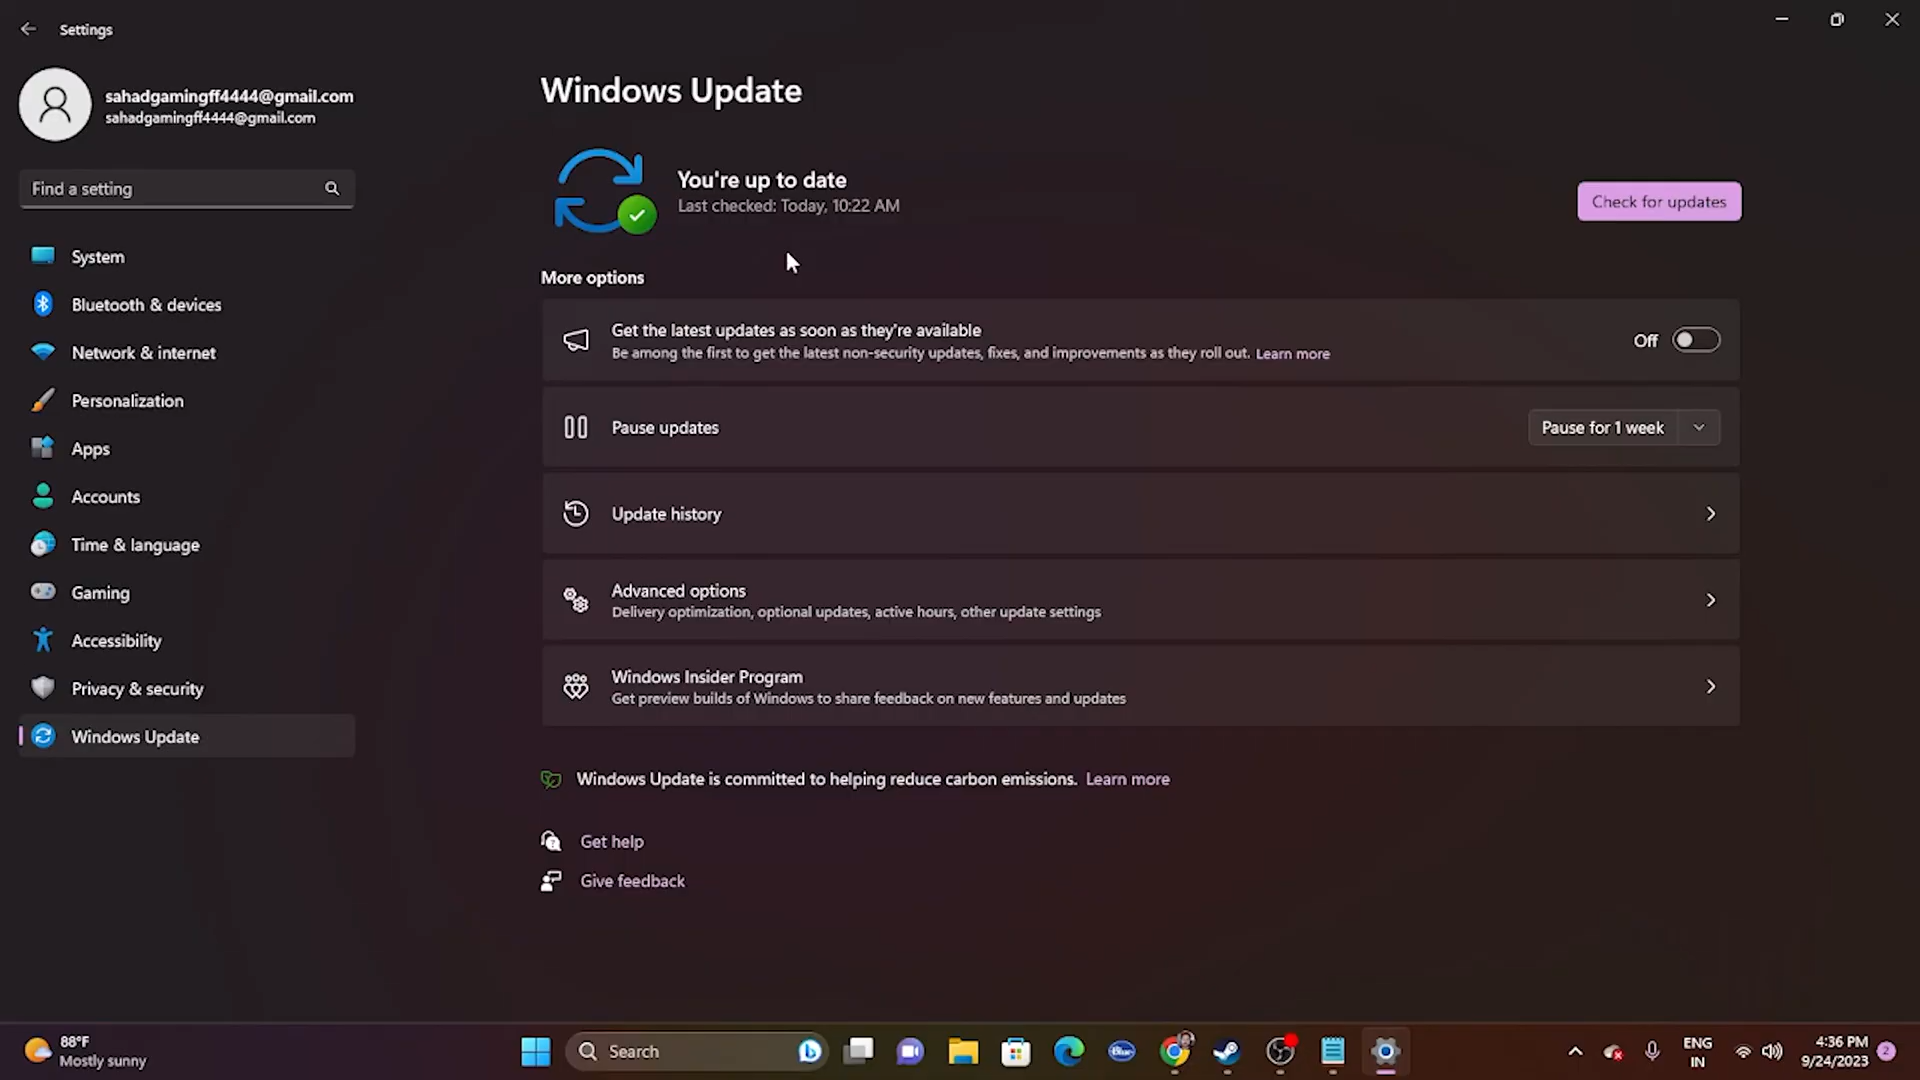 Settings
sahadgamingff4444@gmail.com
sahadgamingff4444@gmail.com
Find a setting
System
Bluetooth & devices
Network & internet
Personalization
Apps
Accounts
Time & language
Gaming
Accessibility
Privacy & security
Windows Update
Windows Update
You're up to date
Last checked: Today, 10:22 AM
Check for updates
More options
Get the latest updates as soon as they're available
Be among the first to get the latest non-security updates, fixes, and improvements as they roll out. Learn more
Off
Pause updates
Pause for 1 week
Update history
Advanced options
Delivery optimization, optional updates, active hours, other update settings
Windows Insider Program
Get preview builds of Windows to share feedback on new features and updates
Windows Update is committed to helping reduce carbon emissions. Learn more
Get help
Give feedback
88°F
Mostly sunny
Search
ENG
IN
4:36 PM
9/24/2023
2